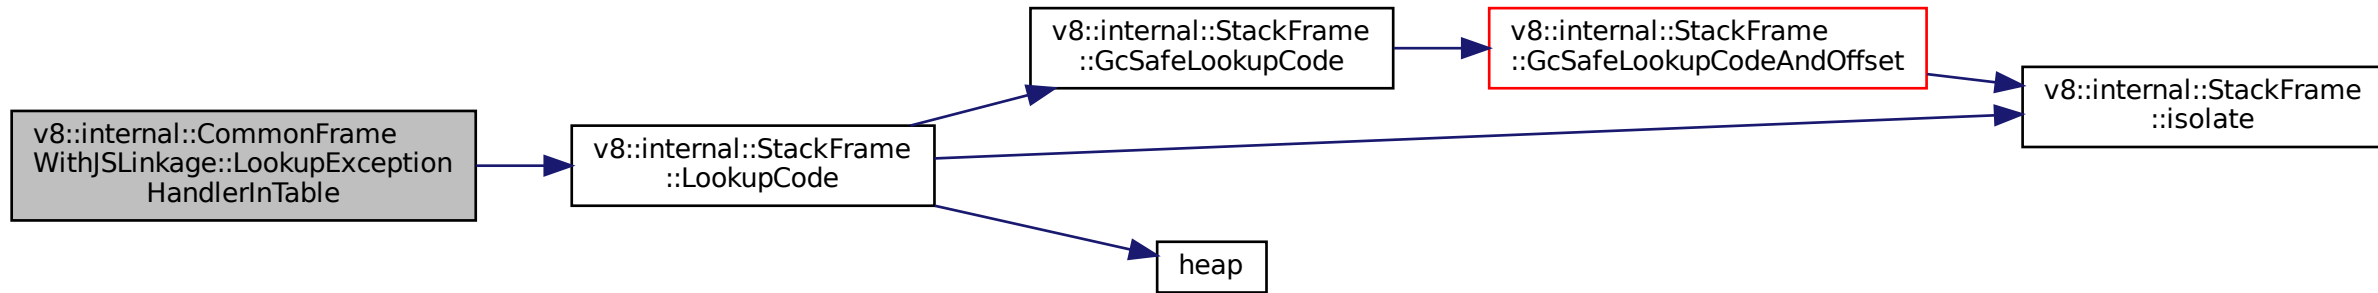 v8::internal::CommonFrame
WithJSLinkage::LookupException
HandlerInTable
v8::internal::StackFrame
::LookupCode
v8::internal::StackFrame
::GcSafeLookupCode
v8::internal::StackFrame
::GcSafeLookupCodeAndOffset
v8::internal::StackFrame
::isolate
heap